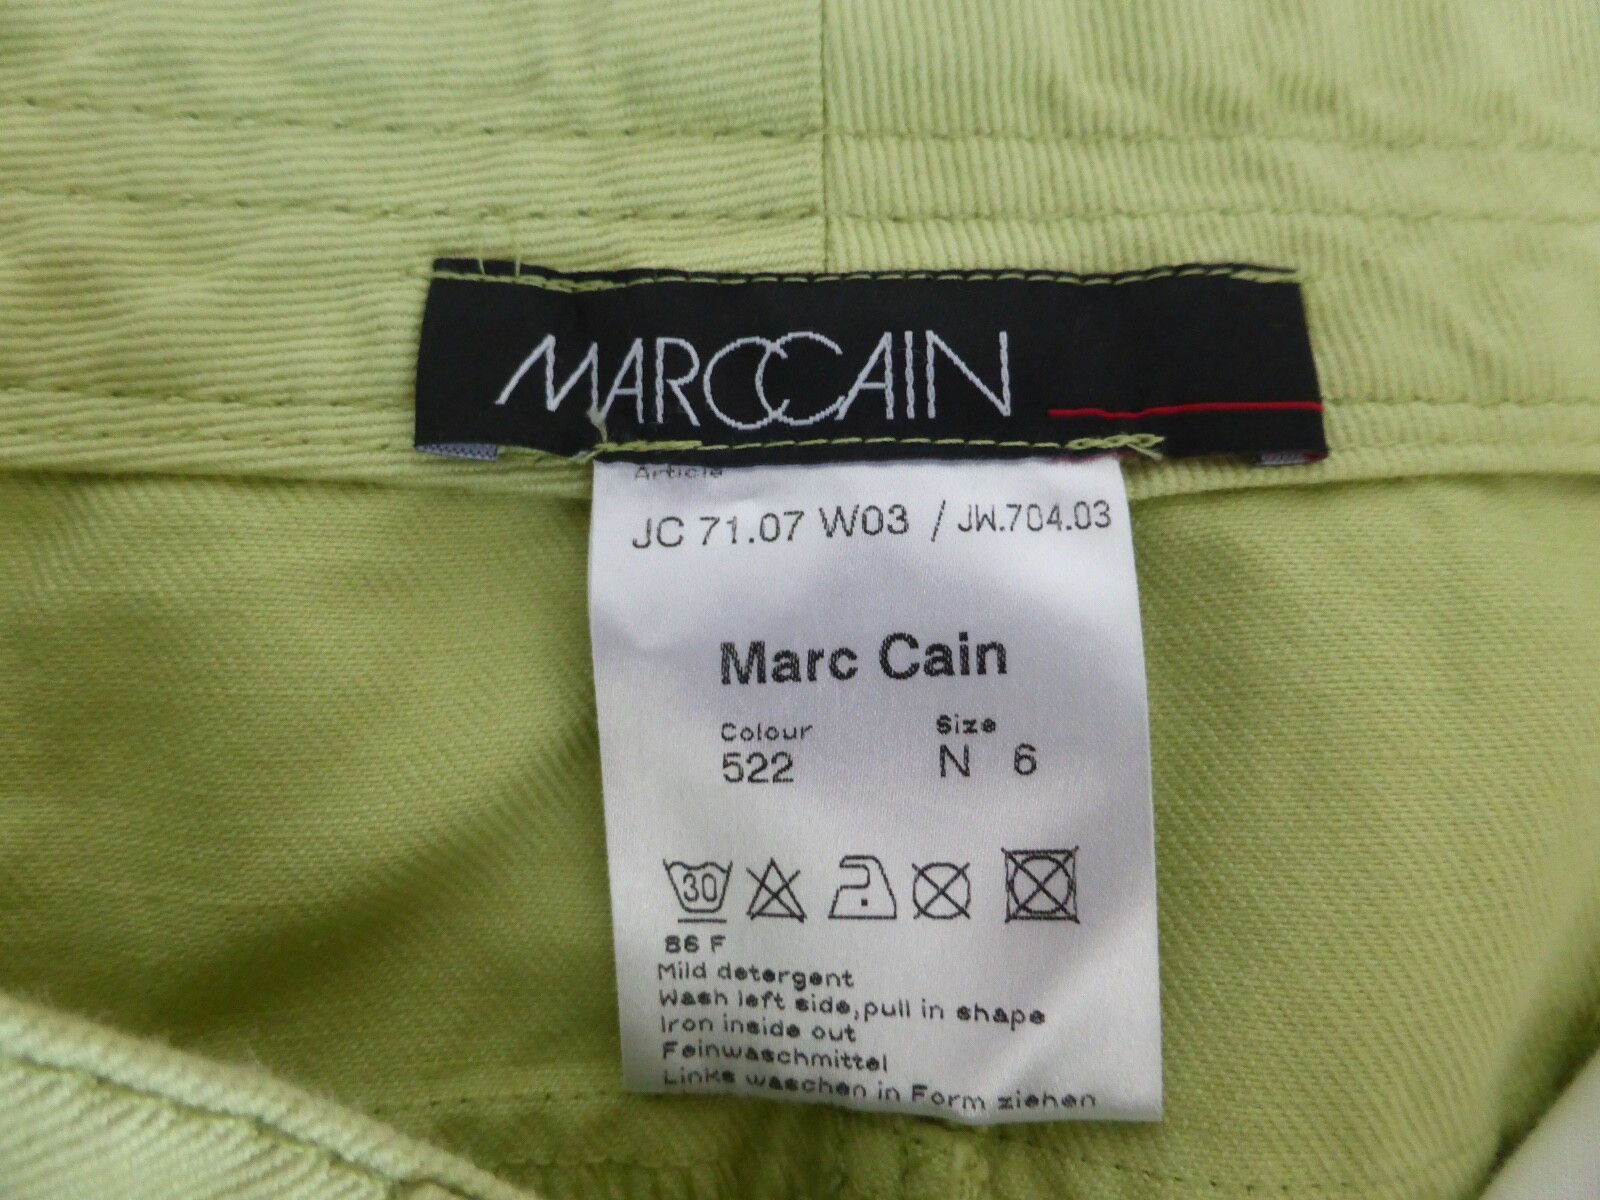 MARCCAIN
Article
JC 71.07 W03 / JW.704.03
Marc Cain
Colour Size
522 N 6
30
86 F
Mild detergent
Wash left side,pull in shape
Iron inside out
Feinwaschmittel
Links waschen in Form ziehen